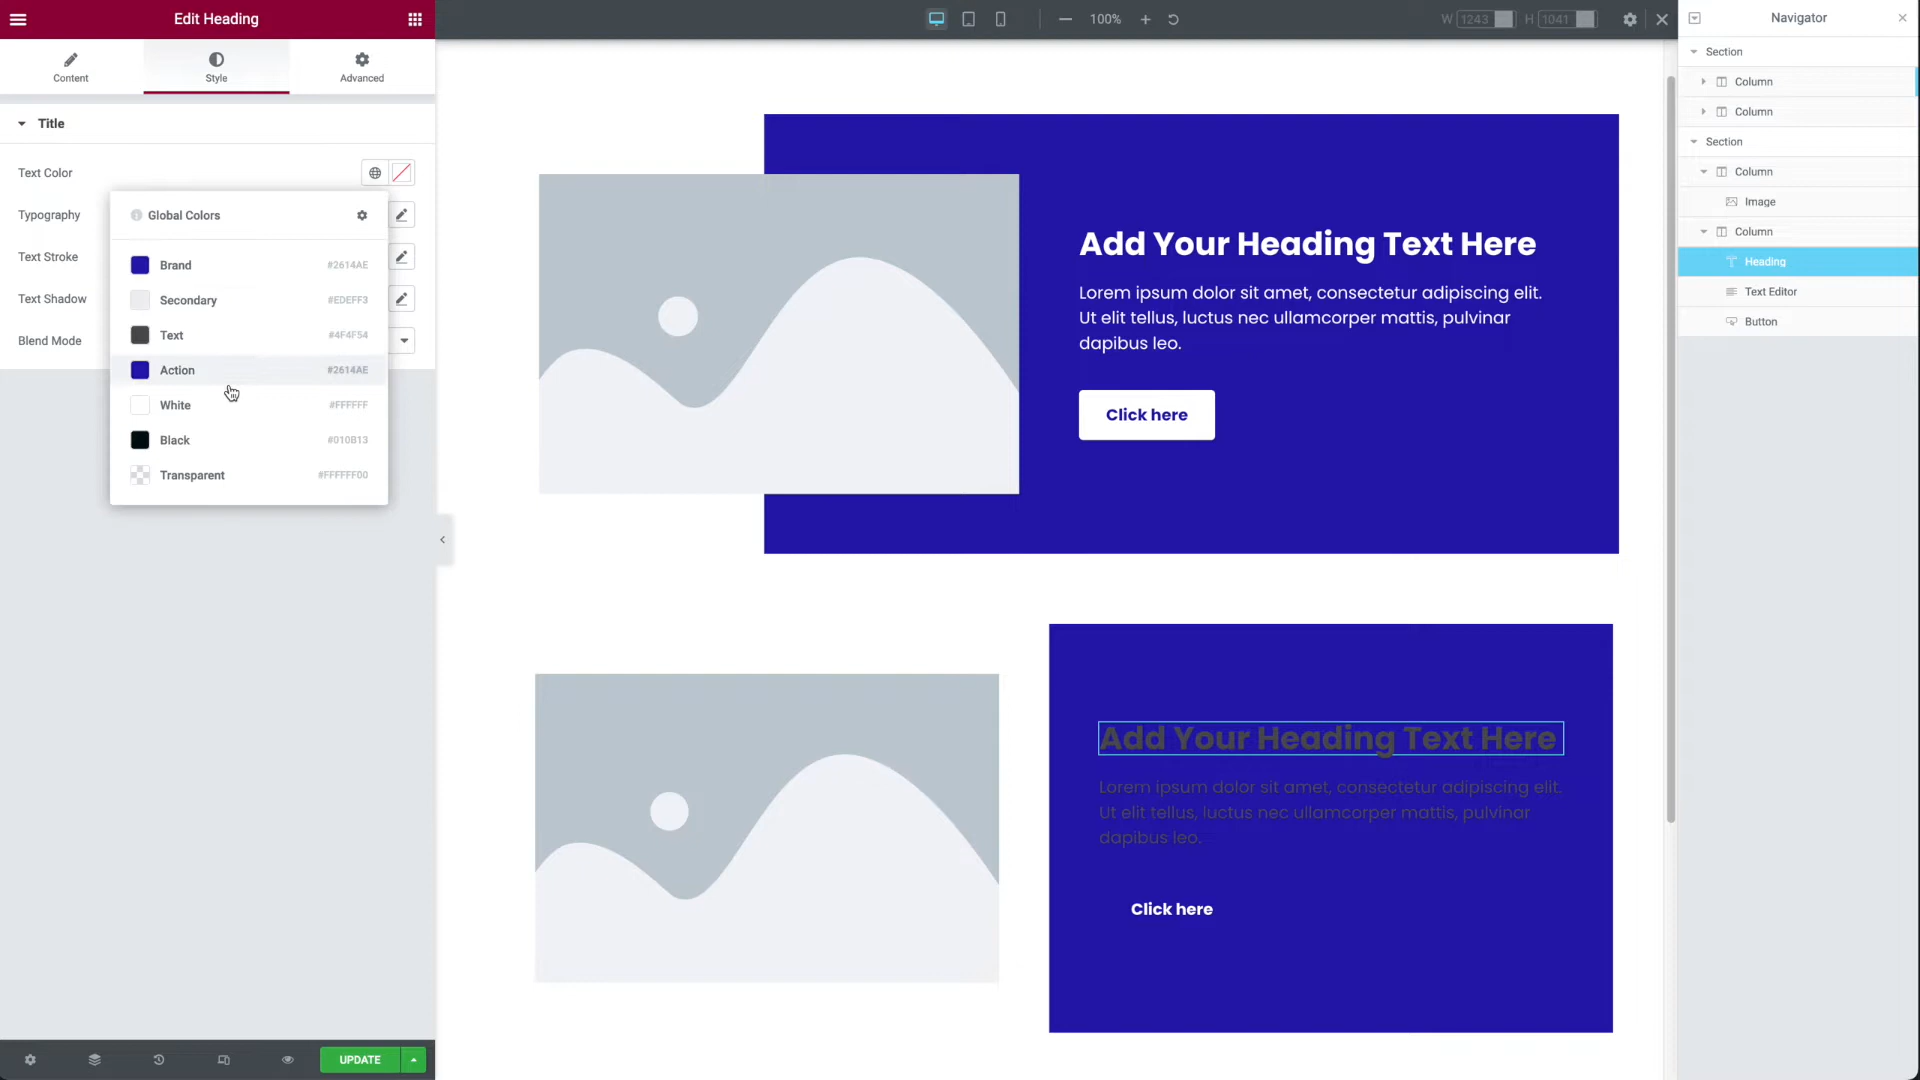 Edit Heading
Content
Style
Advanced
Title
Text Color
Typography
Text Stroke
Text Shadow
Blend Mode
Global Colors
Brand #2614AE
Secondary #EDEFF3
Text #4F4F54
Action #2614AE
White #FFFFFF
Black #010B13
Transparent #FFFFFF00
UPDATE
100%
W 1243
H 1041
Add Your Heading Text Here
Lorem ipsum dolor sit amet, consectetur adipiscing elit.
Ut elit tellus, luctus nec ullamcorper mattis, pulvinar
dapibus leo.
Click here
Add Your Heading Text Here
Lorem ipsum dolor sit amet, consectetur adipiscing elit.
Ut elit tellus, luctus nec ullamcorper mattis, pulvinar
dapibus leo.
Click here
Navigator
Section
Column
Column
Section
Column
Image
Column
Heading
Text Editor
Button